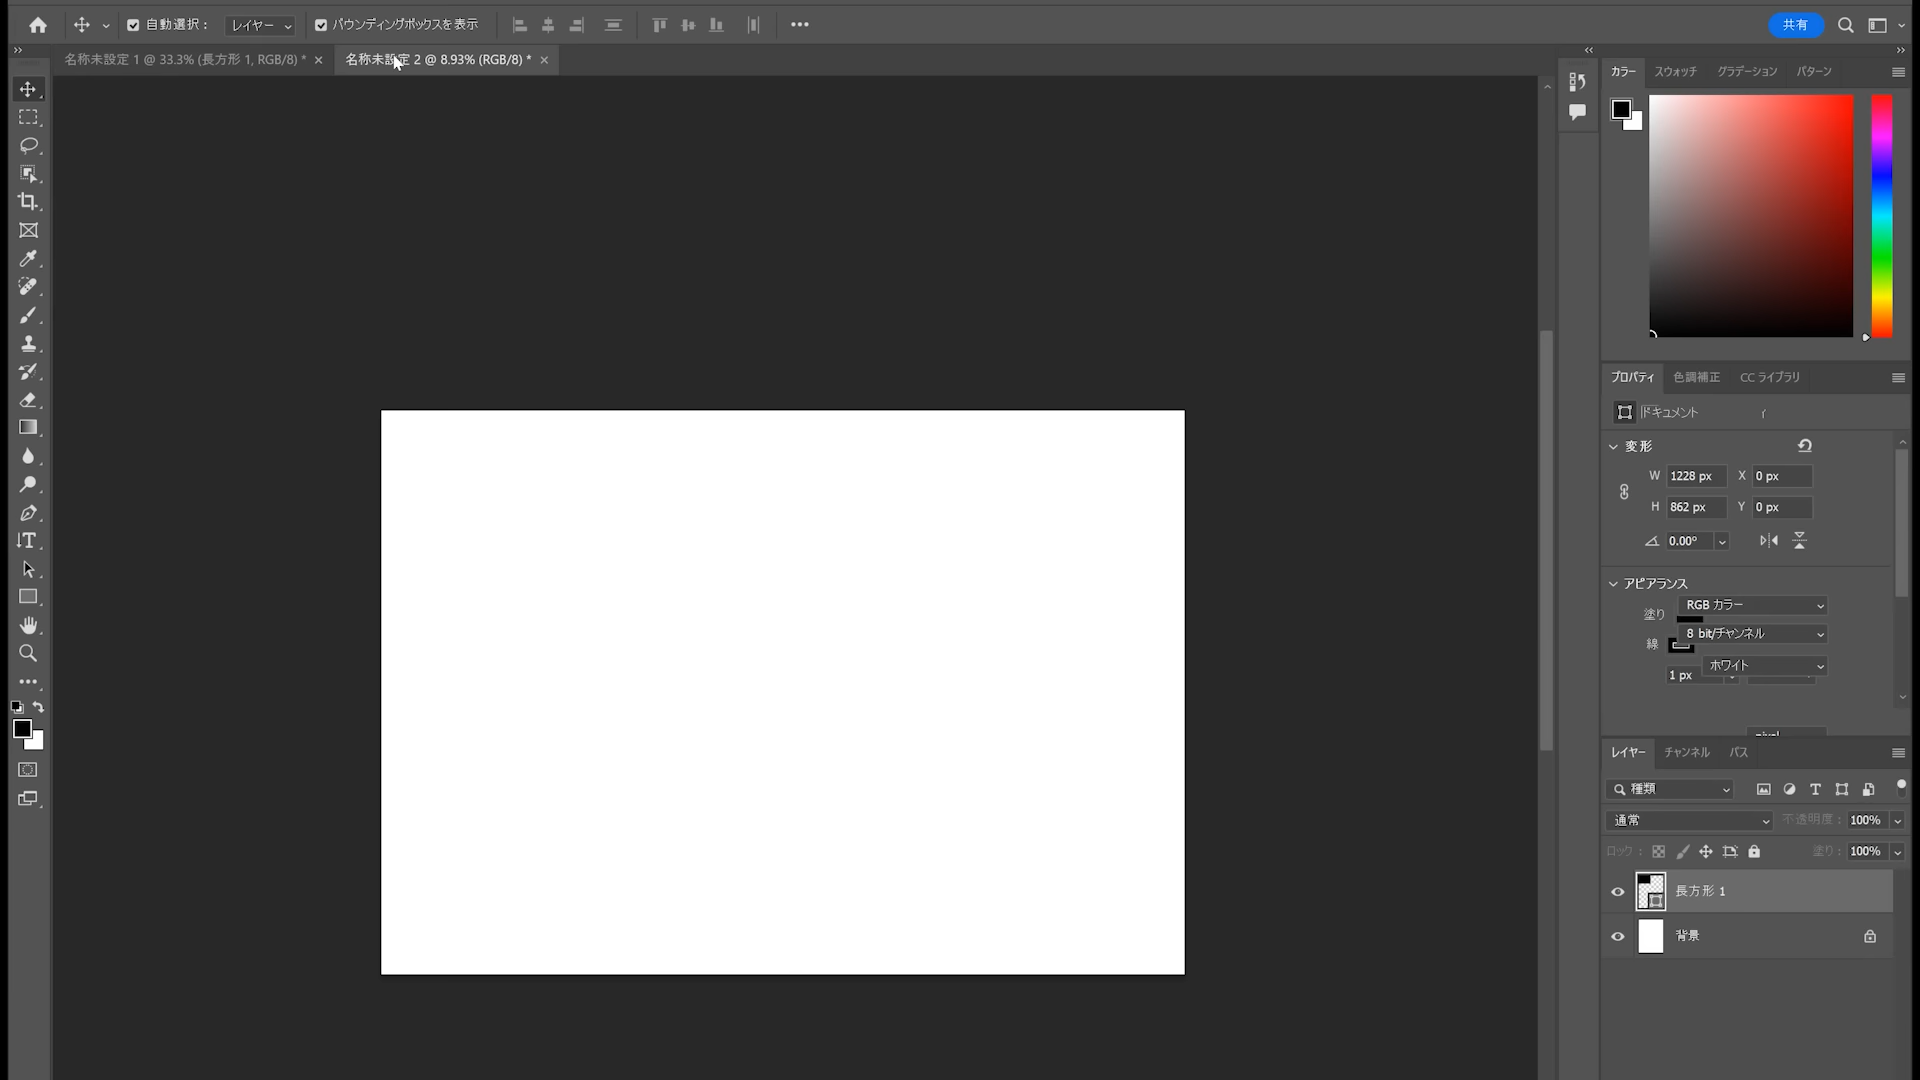 自動選択：
レイヤー
バウンディングボックスを表示
共有
名称未設定 1 @ 33.3% (長方形 1, RGB/8) *
名称未設定 2 @ 8.93% (RGB/8) *
カラー
スウォッチ
グラデーション
パターン
プロパティ
色調補正
CC ライブラリ
ドキュメント
変形
W
1228 px
X
0 px
H
862 px
Y
0 px
0.00°
アピアランス
塗り
RGB カラー
8 bit/チャンネル
線
ホワイト
1 px
レイヤー
チャンネル
パス
種類
通常
不透明度：
100%
ロック：
塗り：
100%
長方形 1
背景